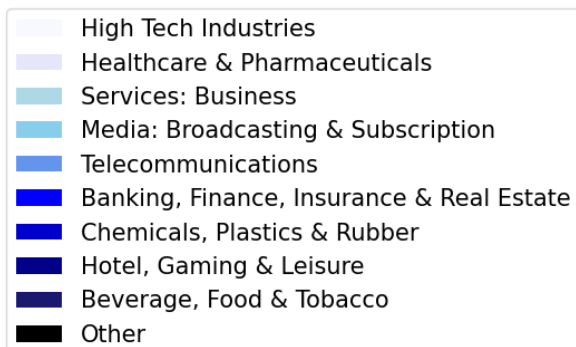 High Tech Industries
Healthcare & Pharmaceuticals
Services: Business
Media: Broadcasting & Subscription
Telecommunications
Banking, Finance, Insurance & Real Estate
Chemicals, Plastics & Rubber
Hotel, Gaming & Leisure
Beverage, Food & Tobacco
Other